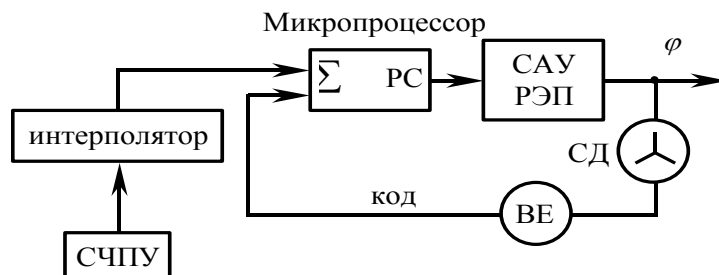 Микропроцессор
φ
Σ РС
САУ
РЭП
интерполятор
СД
код
ВЕ
СЧПУ